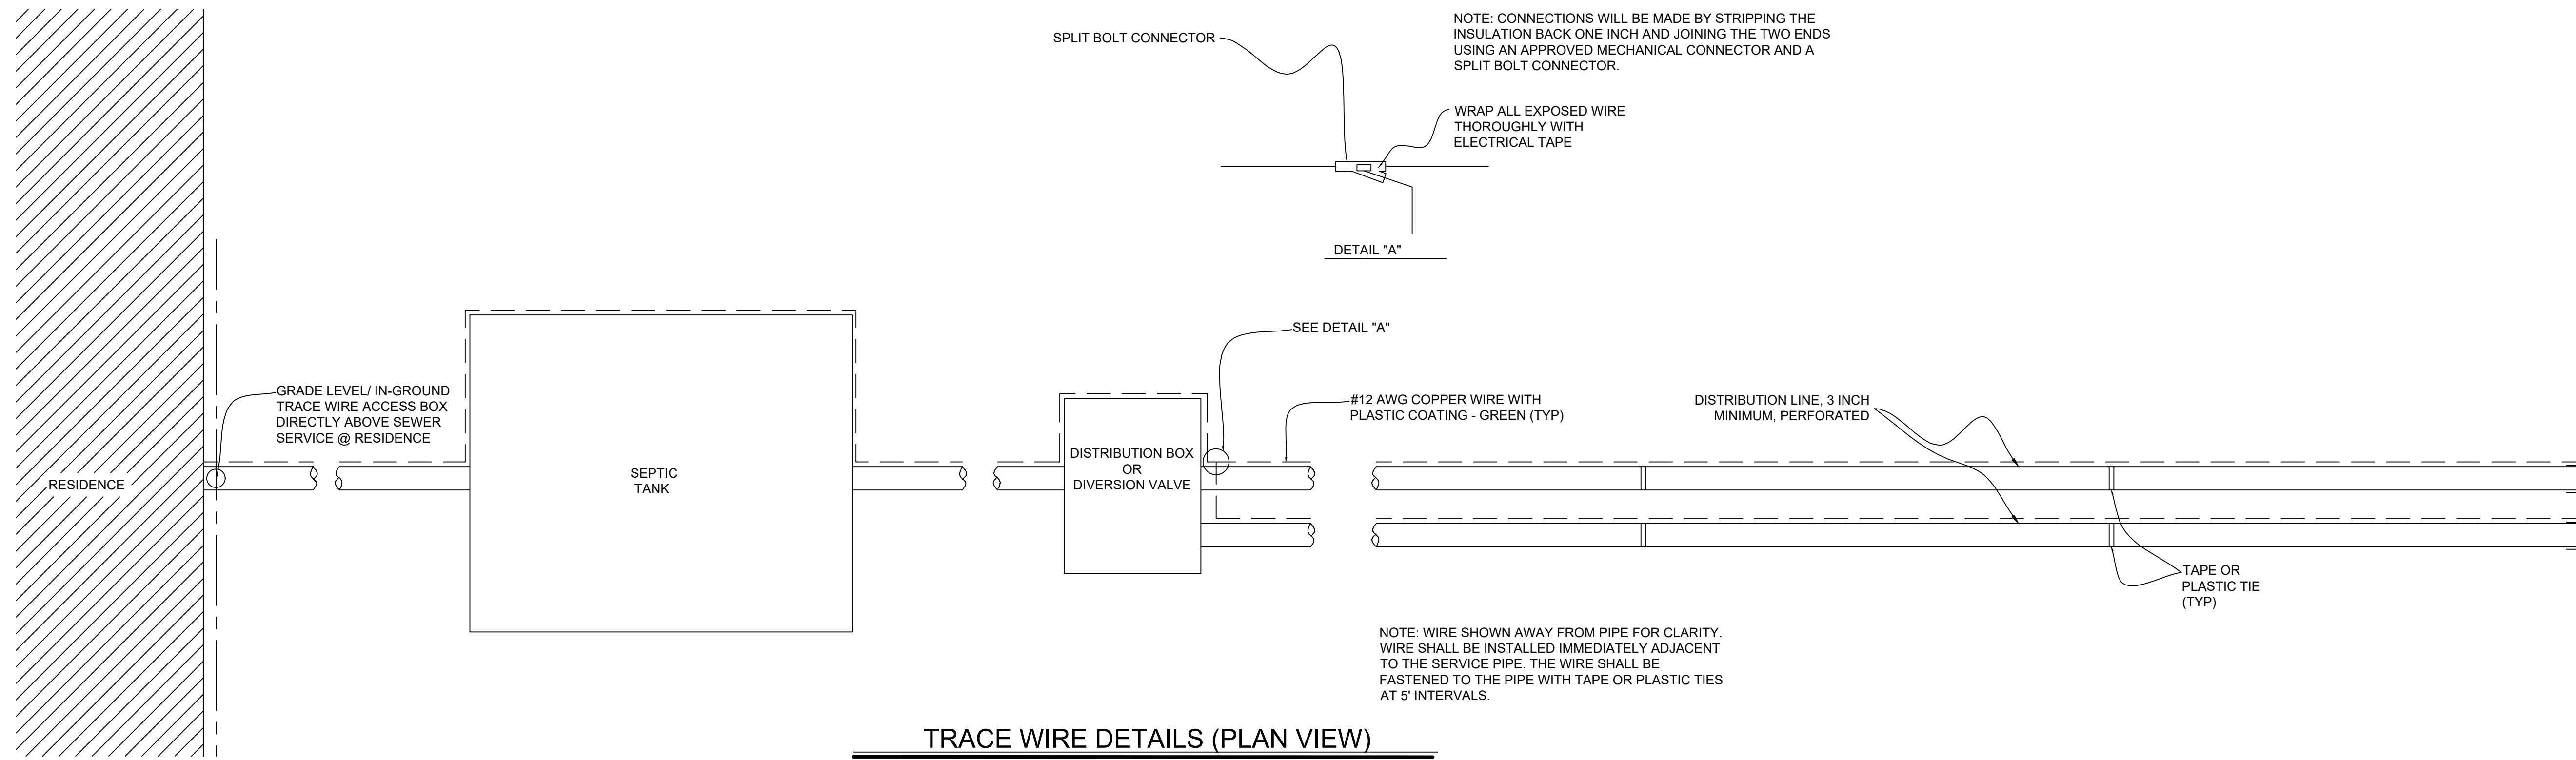 NOTE: CONNECTIONS WILL BE MADE BY STRIPPING THE
INSULATION BACK ONE INCH AND JOINING THE TWO ENDS
USING AN APPROVED MECHANICAL CONNECTOR AND A
SPLIT BOLT CONNECTOR.
SPLIT BOLT CONNECTOR
WRAP ALL EXPOSED WIRE
THOROUGHLY WITH
ELECTRICAL TAPE
DETAIL "A"
SEE DETAIL "A"
GRADE LEVEL/ IN-GROUND
TRACE WIRE ACCESS BOX
DIRECTLY ABOVE SEWER
SERVICE @ RESIDENCE
#12 AWG COPPER WIRE WITH
PLASTIC COATING - GREEN (TYP)
DISTRIBUTION LINE, 3 INCH
MINIMUM, PERFORATED
RESIDENCE
SEPTIC
TANK
DISTRIBUTION BOX
OR
DIVERSION VALVE
TAPE OR
PLASTIC TIE
(TYP)
NOTE: WIRE SHOWN AWAY FROM PIPE FOR CLARITY.
WIRE SHALL BE INSTALLED IMMEDIATELY ADJACENT
TO THE SERVICE PIPE. THE WIRE SHALL BE
FASTENED TO THE PIPE WITH TAPE OR PLASTIC TIES
AT 5' INTERVALS.
TRACE WIRE DETAILS (PLAN VIEW)